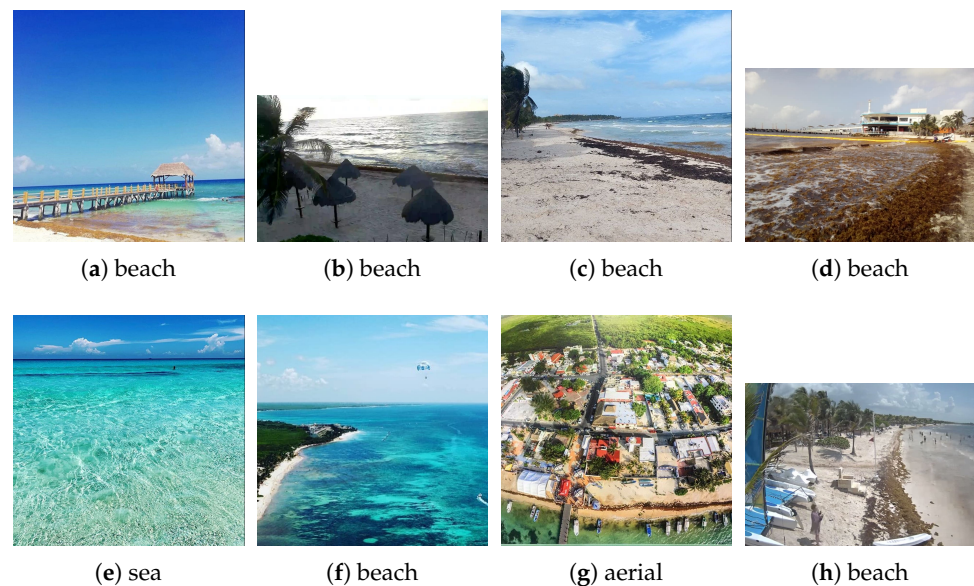 (a) beach
(b) beach
(c) beach
(d) beach
(e) sea
(f) beach
(g) aerial
(h) beach